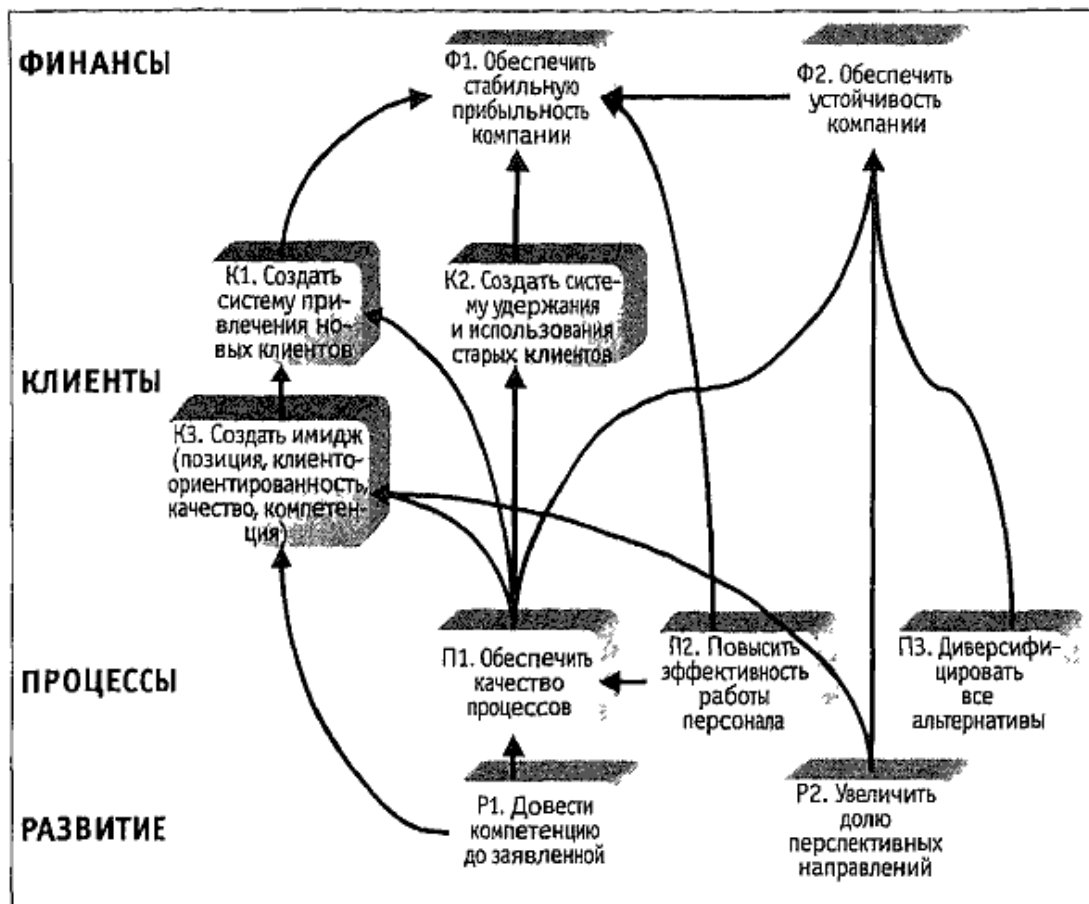 ФИНАНСЫ
Ф1. Обеспечить
стабильную
прибыльность
компании
Ф2. Обеспечить
устойчивость
компании
К1. Создать
систему при-
влечения но-
вых клиентов
К2. Создать систе-
му удержания
и использования
старых клиентов
КЛИЕНТЫ
К3. Создать имидж
(позиция, клиенто-
ориентированность,
качество, компетен-
ция)
ПРОЦЕССЫ
П1. Обеспечить
качество
процессов
П2. Повысить
эффективность
работы
персонала
П3. Диверсифи-
цировать
все
альтернативы
РАЗВИТИЕ
Р1. Довести
компетенцию
до заявленной
Р2. Увеличить
долю
перспективных
направлений